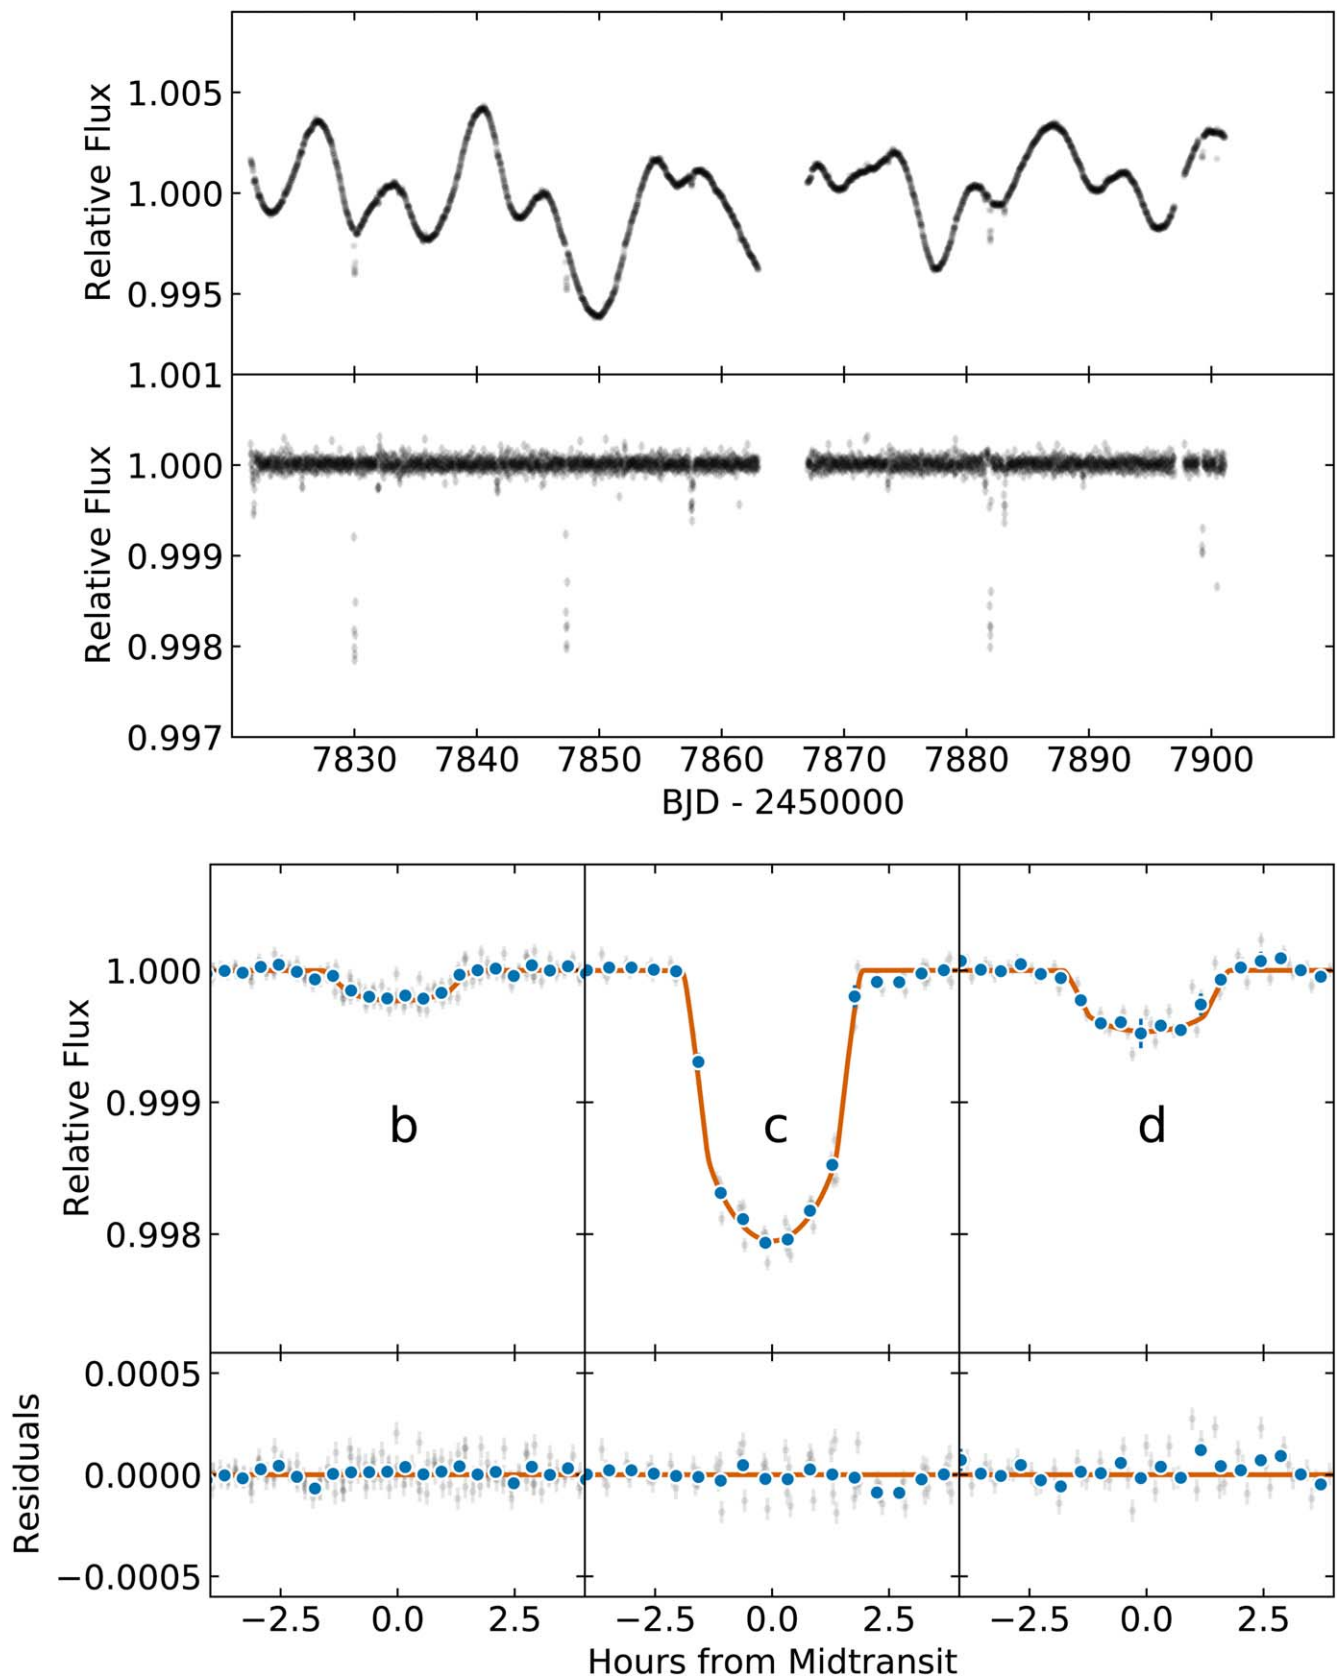 Relative Flux
1.005
1.000
0.995
Relative Flux
1.001
1.000
0.999
0.998
0.997
7830 7840 7850 7860 7870 7880 7890 7900
BJD - 2450000
Relative Flux
1.000
0.999
0.998
b c d
Residuals
0.0005
0.0000
−0.0005
−2.5 0.0 2.5 −2.5 0.0 2.5 −2.5 0.0 2.5
Hours from Midtransit